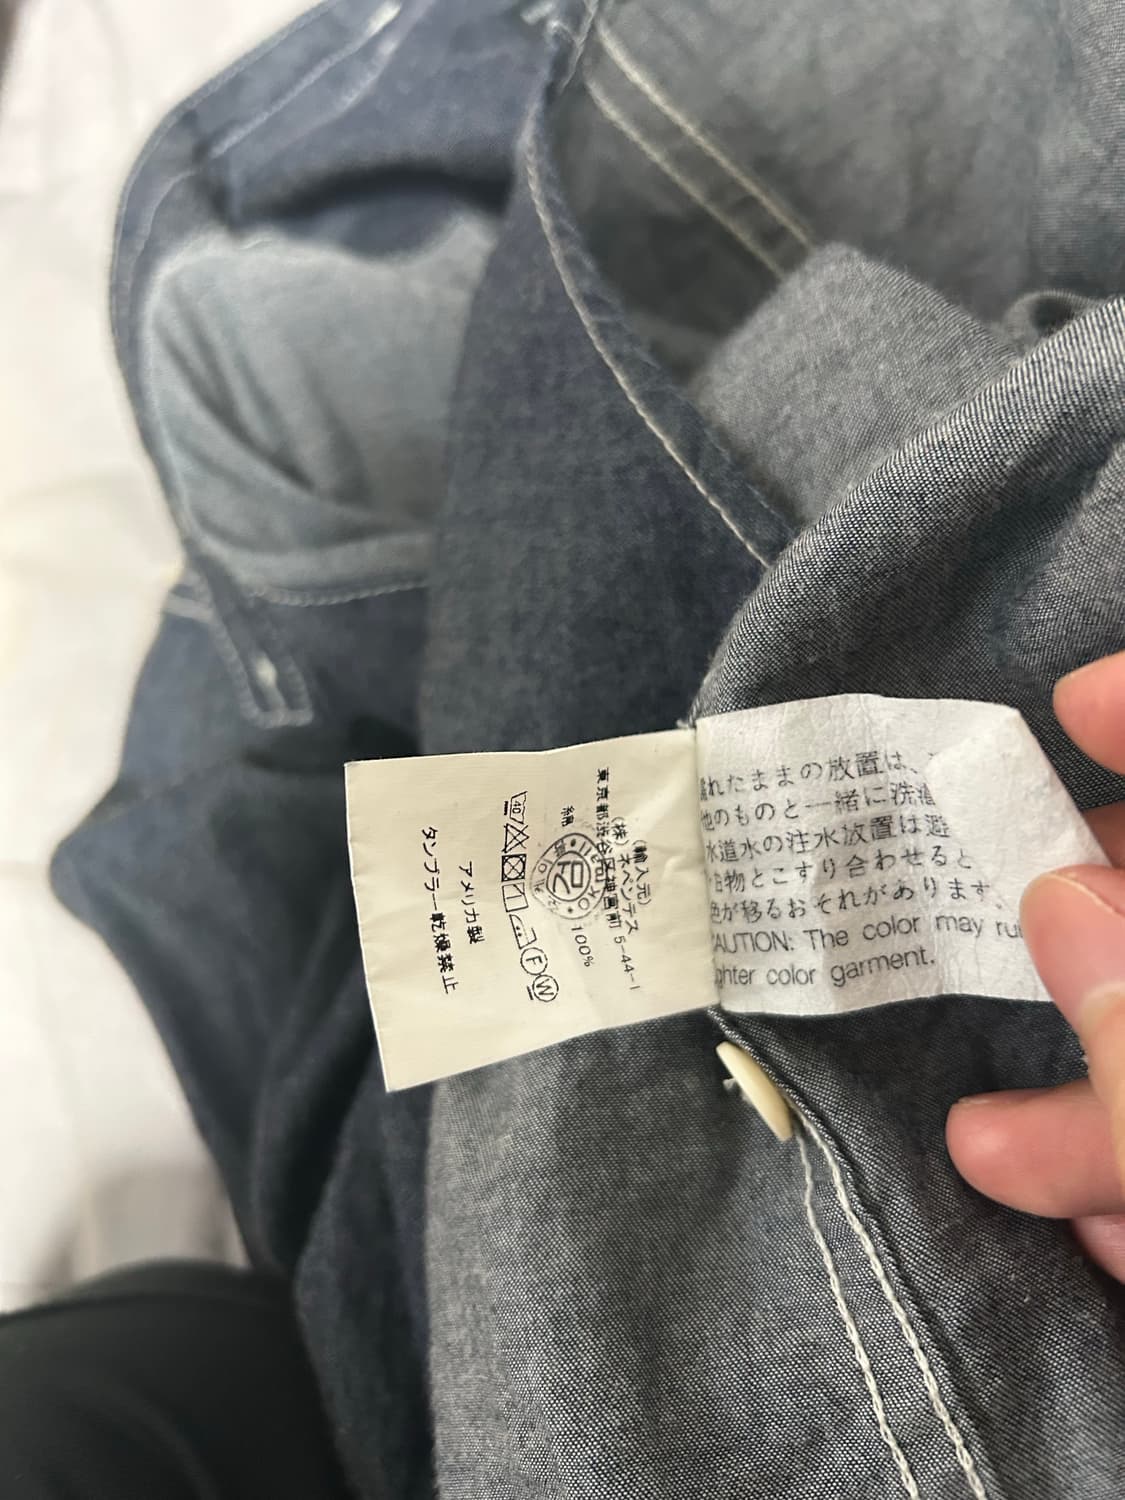 (輸入元)
(株)ネペンテス
東京都渋谷区神宮前 5-44-1
綿 100%
40 F W
アメリカ製
タンブラー乾燥禁止
れたままの放置は、
他のものと一緒に洗濯
水道水の注水放置は避
物とこすり合わせると
色が移るおそれがあります。
CAUTION: The color may ru
ghter color garment.